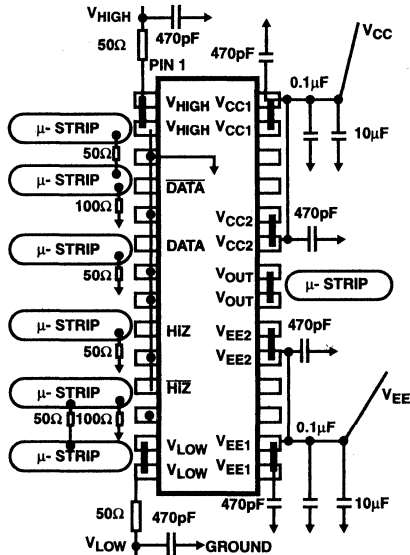 VHIGH
470pF
50Ω
PIN 1
470pF
VCC
0.1μF
10μF
VHIGH VCC1
VHIGH VCC1
μ- STRIP
50Ω
μ- STRIP
100Ω
DATA
VCC2
470pF
μ- STRIP
DATA VCC2
50Ω
VOUT
VOUT
μ- STRIP
μ- STRIP
HIZ VEE2
470pF
50Ω
VEE2
μ- STRIP
HIZ
VEE
50Ω 100Ω
0.1μF
μ- STRIP
VLOW VEE1
VLOW VEE1
50Ω
470pF
470pF
10μF
VLOW
GROUND